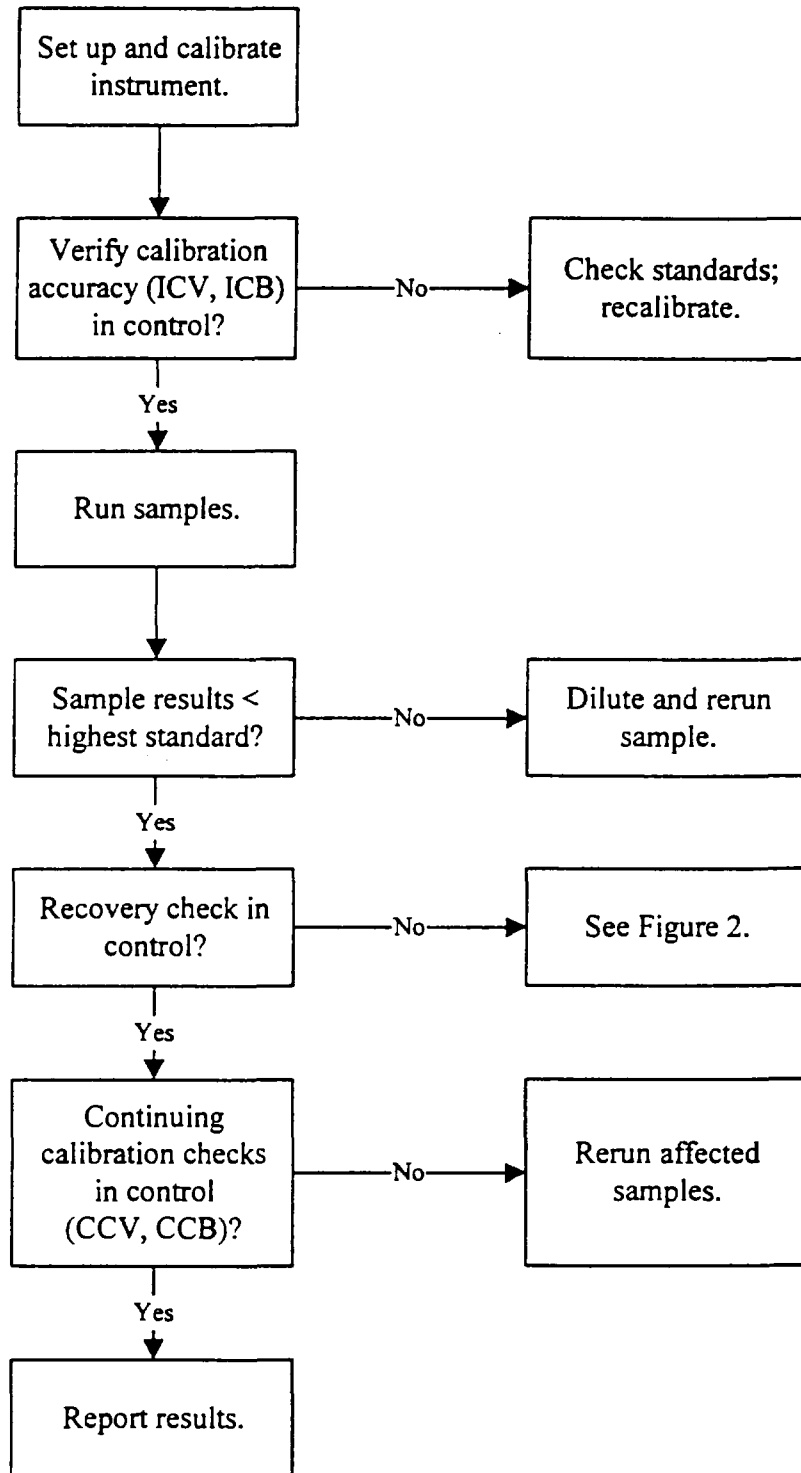 Set up and calibrate
instrument.
Verify calibration
accuracy (ICV, ICB)
in control?
No
Check standards;
recalibrate.
Yes
Run samples.
Sample results <
highest standard?
No
Dilute and rerun
sample.
Yes
Recovery check in
control?
No
See Figure 2.
Yes
Continuing
calibration checks
in control
(CCV, CCB)?
No
Rerun affected
samples.
Yes
Report results.